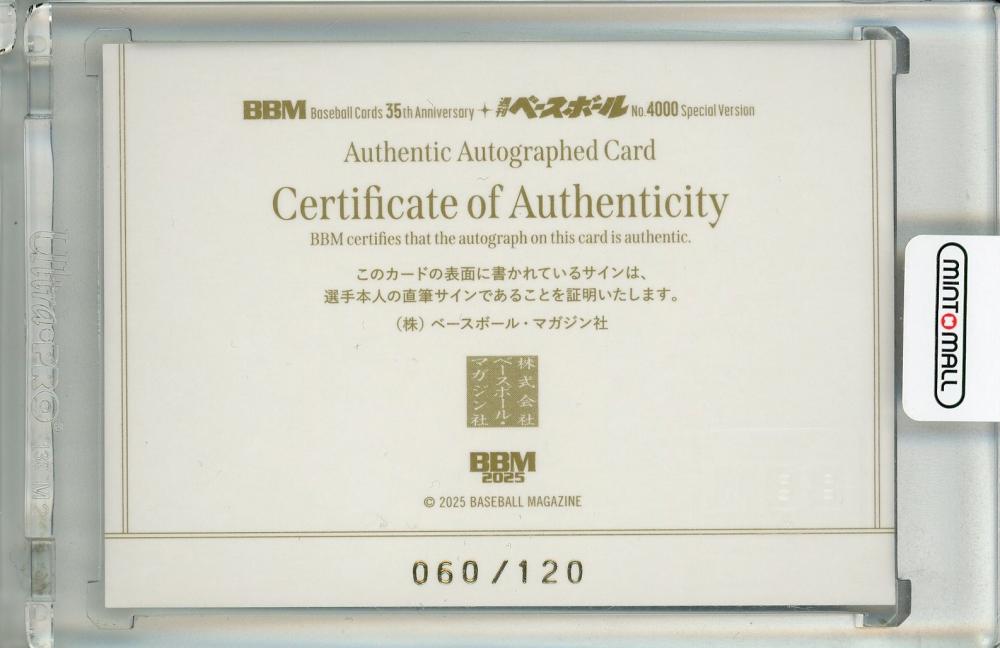 BBM Baseball Cards 35th Anniversary + 週刊ベースボール No.4000 Special Version
Authentic Autographed Card
Certificate of Authenticity
BBM certifies that the autograph on this card is authentic.
このカードの表面に書かれているサインは、
選手本人の直筆サインであることを証明いたします。
（株）ベースボール・マガジン社
株式会社
ベースボール・
マガジン社
BBM
2025
© 2025 BASEBALL MAGAZINE
060/120
MINT MALL
Ultra·PRO®